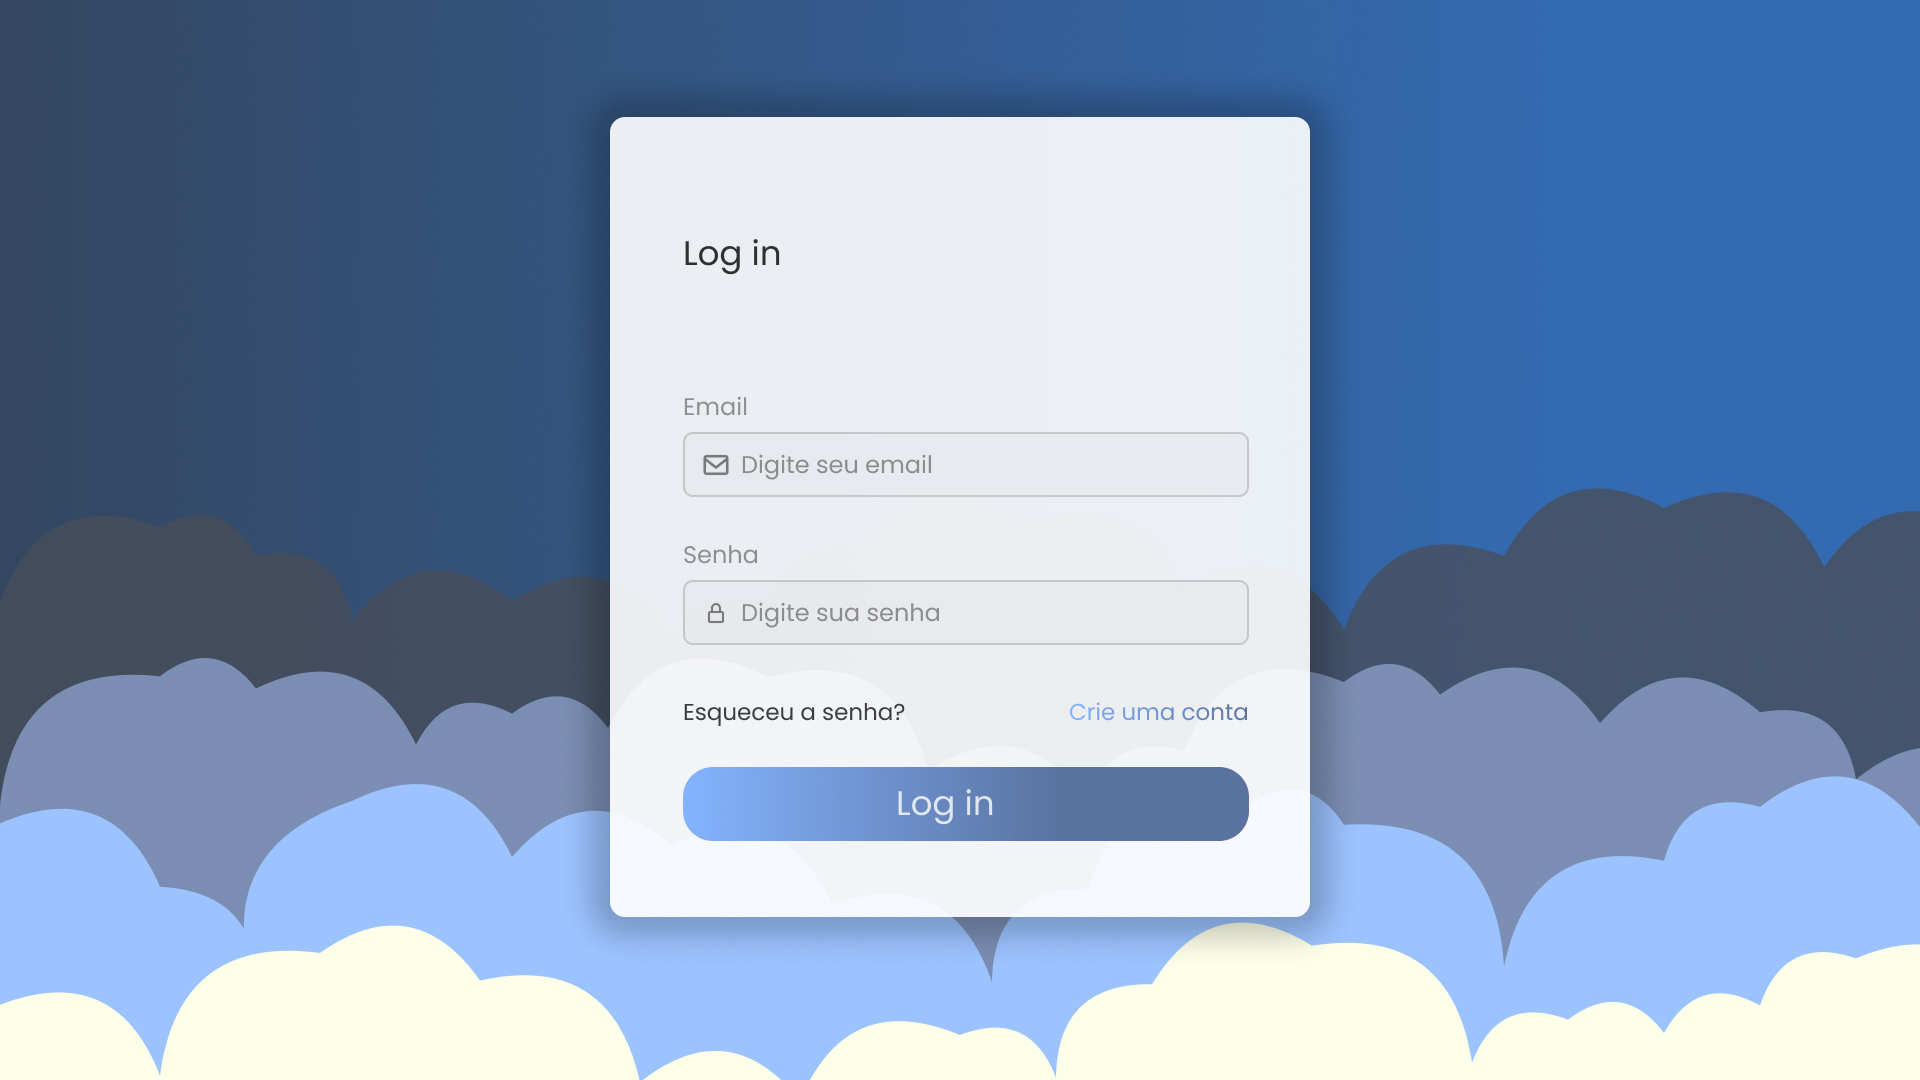 Log in
Email
Digite seu email
Senha
Digite sua senha
Esqueceu a senha? Crie uma conta
Log in